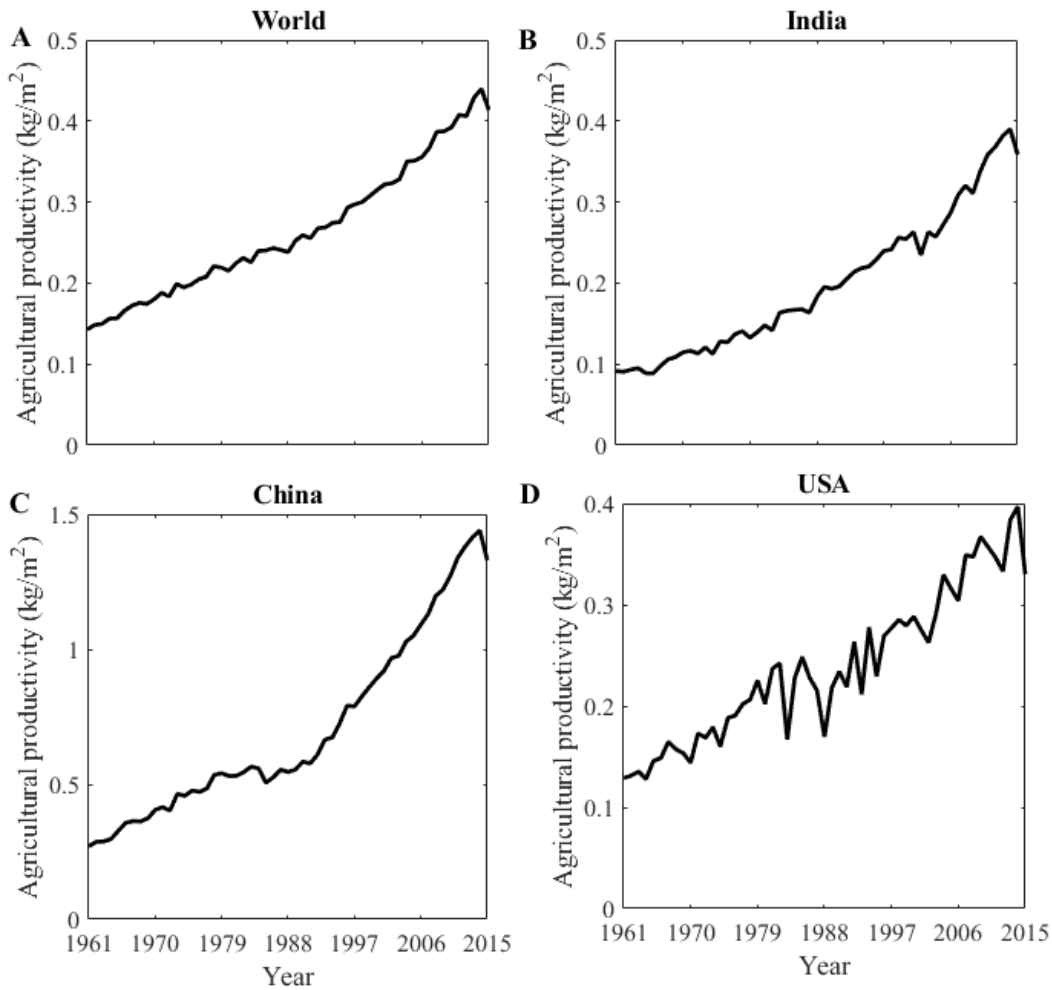 A
World
Agricultural productivity (kg/m²)
0.5
0.4
0.3
0.2
0.1
0
B
India
Agricultural productivity (kg/m²)
0.5
0.4
0.3
0.2
0.1
0
C
China
Agricultural productivity (kg/m²)
1.5
1
0.5
0
1961 1970 1979 1988 1997 2006 2015
Year
D
USA
Agricultural productivity (kg/m²)
0.4
0.3
0.2
0.1
0
1961 1970 1979 1988 1997 2006 2015
Year